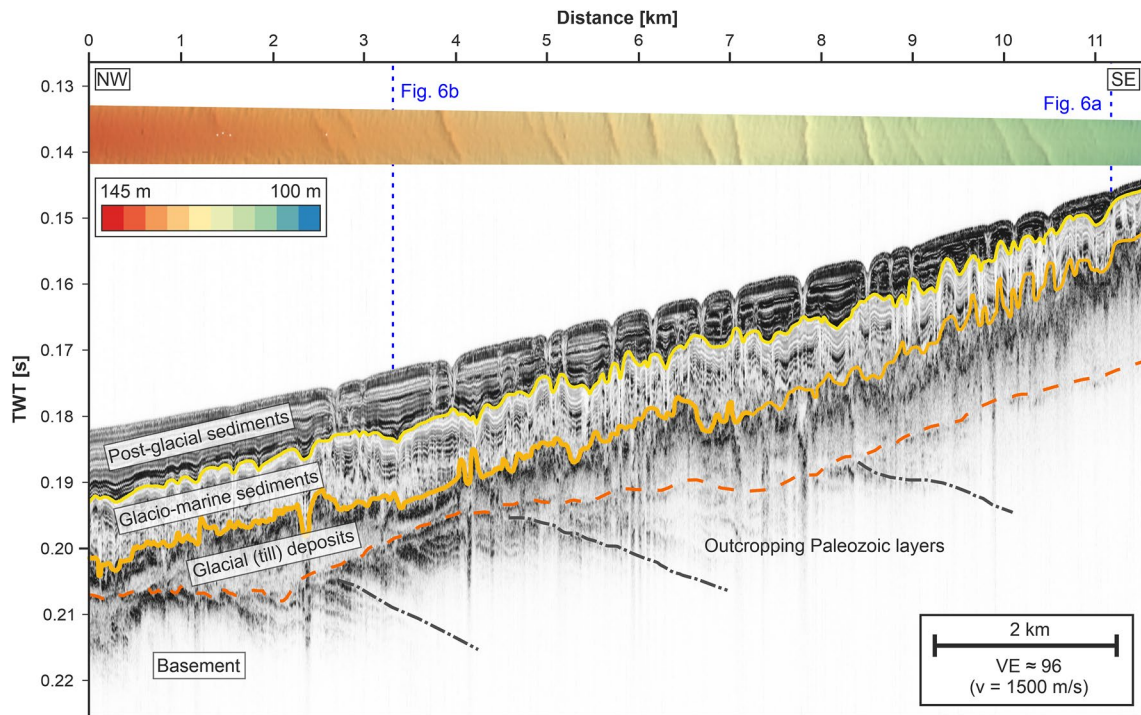 Distance [km]
0 1 2 3 4 5 6 7 8 9 10 11
NW
SE
Fig. 6b
Fig. 6a
0.13
0.14
0.15
0.16
0.17
0.18
0.19
0.20
0.21
0.22
TWT [s]
145 m 100 m
Post-glacial sediments
Glacio-marine sediments
Glacial (till) deposits
Outcropping Paleozoic layers
Basement
2 km
VE ≈ 96
(v = 1500 m/s)